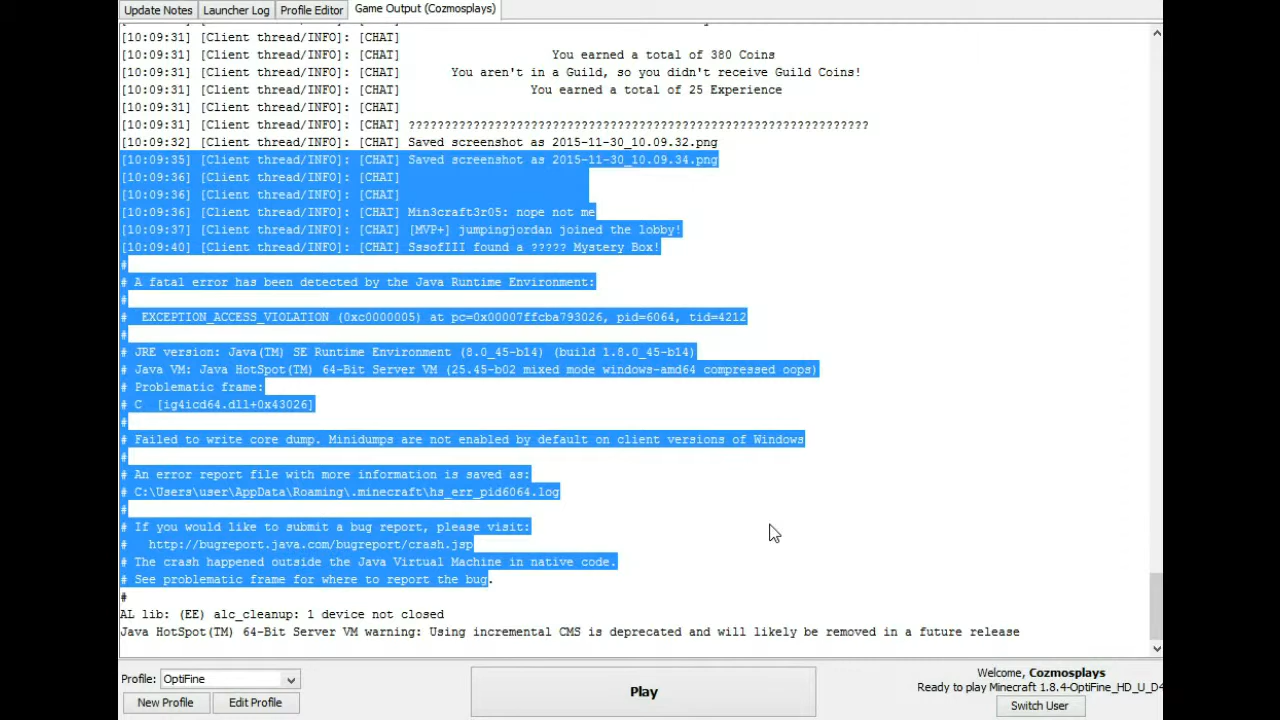 Update Notes Launcher Log Profile Editor Game Output (Cozmosplays)
[10:09:31] [Client thread/INFO]: [CHAT]
[10:09:31] [Client thread/INFO]: [CHAT] You earned a total of 380 Coins
[10:09:31] [Client thread/INFO]: [CHAT] You aren't in a Guild, so you didn't receive Guild Coins!
[10:09:31] [Client thread/INFO]: [CHAT] You earned a total of 25 Experience
[10:09:31] [Client thread/INFO]: [CHAT]
[10:09:31] [Client thread/INFO]: [CHAT] ????????????????????????????????????????????????????????????????
[10:09:32] [Client thread/INFO]: [CHAT] Saved screenshot as 2015-11-30_10.09.32.png
[10:09:35] [Client thread/INFO]: [CHAT] Saved screenshot as 2015-11-30_10.09.34.png
[10:09:36] [Client thread/INFO]: [CHAT]
[10:09:36] [Client thread/INFO]: [CHAT]
[10:09:36] [Client thread/INFO]: [CHAT] Min3craft3r05: nope not me
[10:09:37] [Client thread/INFO]: [CHAT] [MVP+] jumpingjordan joined the lobby!
[10:09:40] [Client thread/INFO]: [CHAT] SssofIII found a ????? Mystery Box!
#
# A fatal error has been detected by the Java Runtime Environment:
#
# EXCEPTION_ACCESS_VIOLATION (0xc0000005) at pc=0x00007ffcba793026, pid=6064, tid=4212
#
# JRE version: Java(TM) SE Runtime Environment (8.0_45-b14) (build 1.8.0_45-b14)
# Java VM: Java HotSpot(TM) 64-Bit Server VM (25.45-b02 mixed mode windows-amd64 compressed oops)
# Problematic frame:
# C [ig4icd64.dll+0x43026]
#
# Failed to write core dump. Minidumps are not enabled by default on client versions of Windows
#
# An error report file with more information is saved as:
# C:\Users\user\AppData\Roaming\.minecraft\hs_err_pid6064.log
#
# If you would like to submit a bug report, please visit:
# http://bugreport.java.com/bugreport/crash.jsp
# The crash happened outside the Java Virtual Machine in native code.
# See problematic frame for where to report the bug.
#
AL lib: (EE) alc_cleanup: 1 device not closed
Java HotSpot(TM) 64-Bit Server VM warning: Using incremental CMS is deprecated and will likely be removed in a future release
Profile: OptiFine
New Profile Edit Profile
Play
Welcome, Cozmosplays
Ready to play Minecraft 1.8.4-OptiFine_HD_U_D4
Switch User